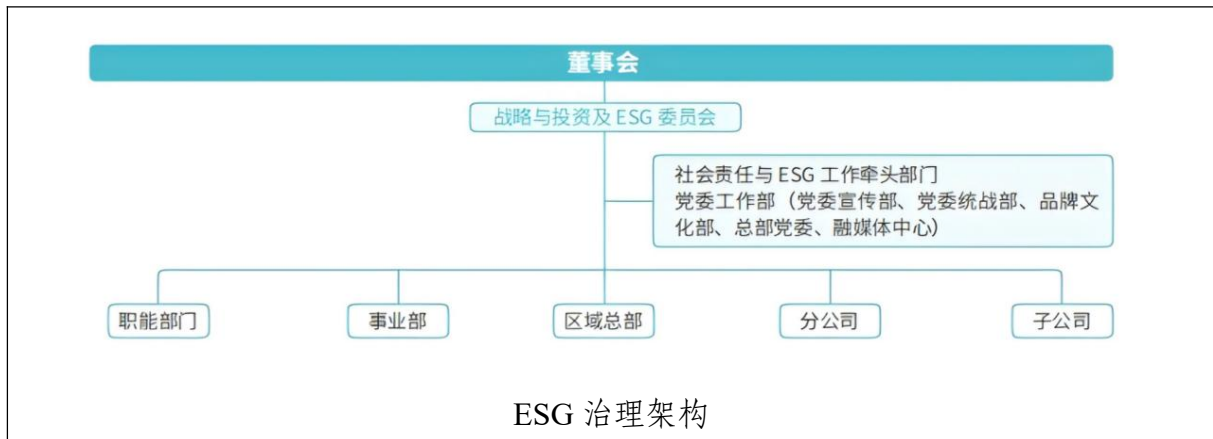 董事会
战略与投资及 ESG 委员会
社会责任与 ESG 工作牵头部门
党委工作部（党委宣传部、党委统战部、品牌文
化部、总部党委、融媒体中心）
职能部门 事业部 区域总部 分公司 子公司
ESG 治理架构